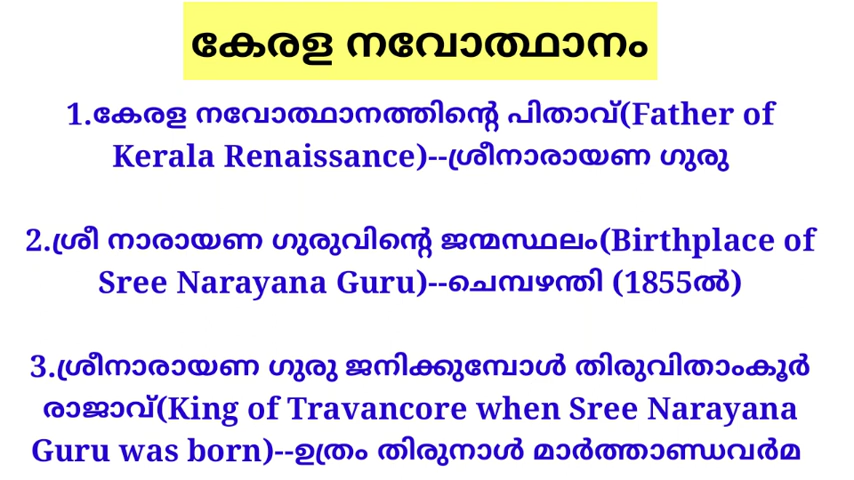 കേരള നവോത്ഥാനം
1.കേരള നവോത്ഥാനത്തിന്റെ പിതാവ്(Father of
Kerala Renaissance)--ശ്രീനാരായണ ഗുരു
2.ശ്രീ നാരായണ ഗുരുവിന്റെ ജന്മസ്ഥലം(Birthplace of
Sree Narayana Guru)--ചെമ്പഴന്തി (1855ൽ)
3.ശ്രീനാരായണ ഗുരു ജനിക്കുമ്പോൾ തിരുവിതാംകൂർ
രാജാവ്(King of Travancore when Sree Narayana
Guru was born)--ഉത്രം തിരുനാൾ മാർത്താണ്ഡവർമ